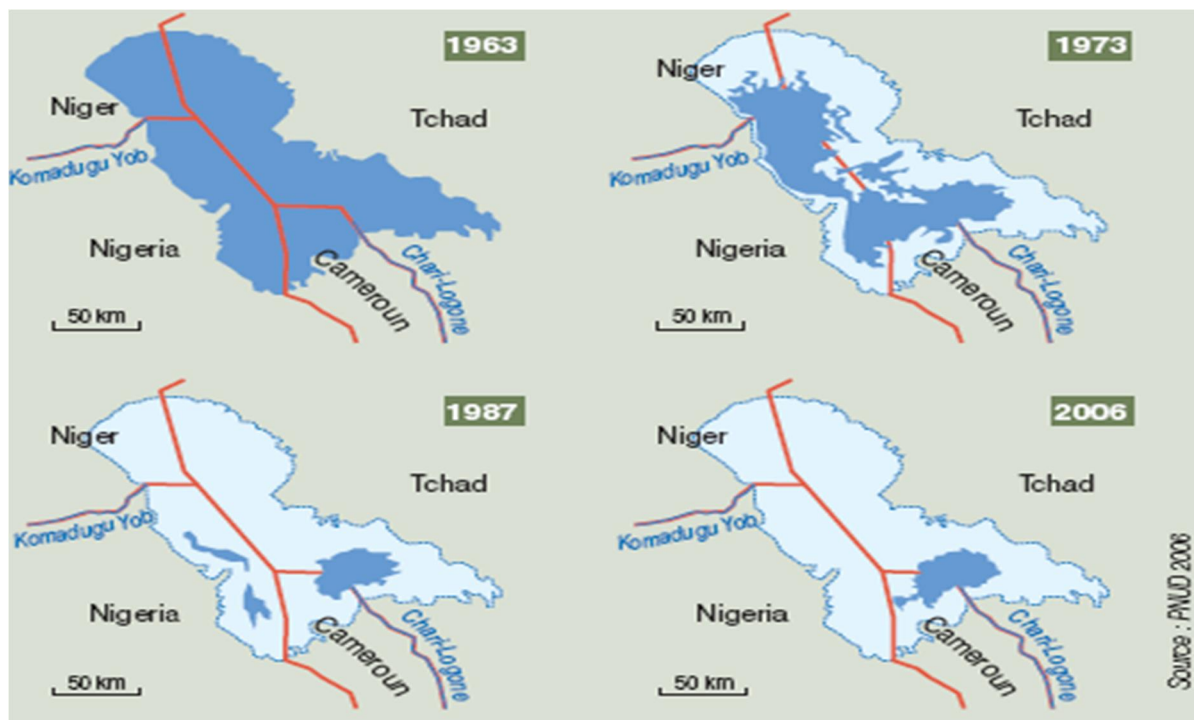 1963
Niger
Tchad
Komadugu Yob
Nigeria
Cameroun
Chari-Logone
50 km
1973
Niger
Tchad
Komadugu Yob
Nigeria
Cameroun
Chari-Logone
50 km
1987
Niger
Tchad
Komadugu Yob
Nigeria
Cameroun
Chari-Logone
50 km
2006
Niger
Tchad
Komadugu Yob
Nigeria
Cameroun
Chari-Logone
50 km
Source : PNUD 2006